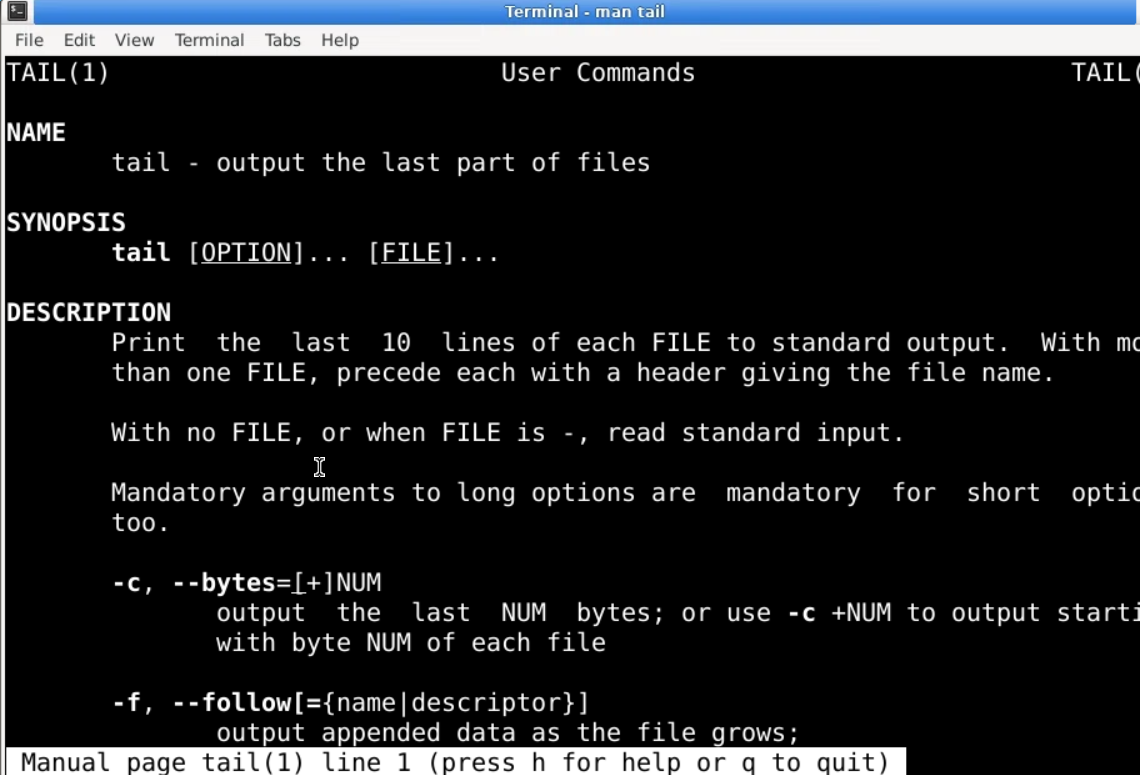 Terminal - man tail
File Edit View Terminal Tabs Help
TAIL(1) User Commands TAIL(
NAME
tail - output the last part of files
SYNOPSIS
tail [OPTION]... [FILE]...
DESCRIPTION
Print the last 10 lines of each FILE to standard output. With mo
than one FILE, precede each with a header giving the file name.
With no FILE, or when FILE is -, read standard input.
Mandatory arguments to long options are mandatory for short optio
too.
-c, --bytes=[+]NUM
output the last NUM bytes; or use -c +NUM to output starti
with byte NUM of each file
-f, --follow[={name|descriptor}]
output appended data as the file grows;
Manual page tail(1) line 1 (press h for help or q to quit)